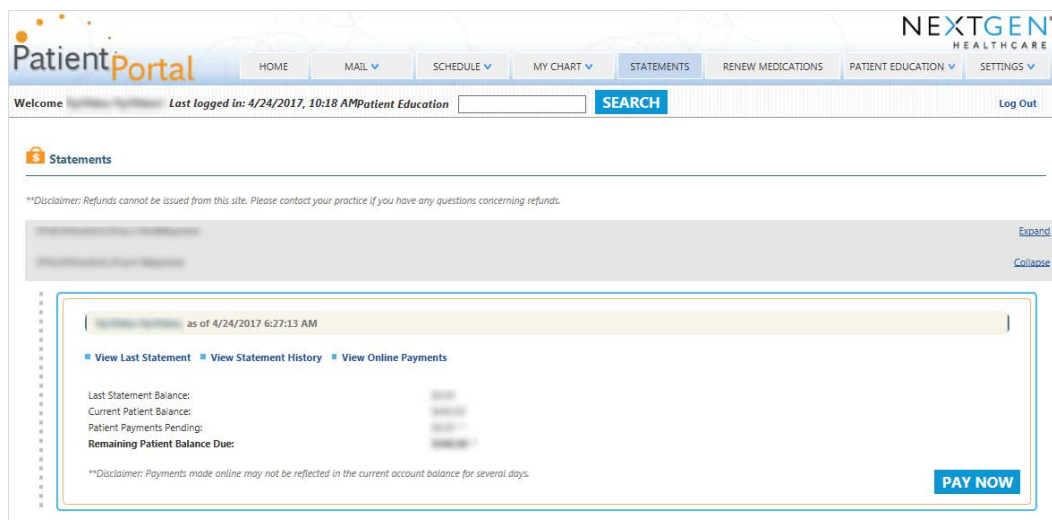 NEXTGEN
HEALTHCARE
PatientPortal
HOME MAIL SCHEDULE MY CHART STATEMENTS RENEW MEDICATIONS PATIENT EDUCATION SETTINGS
Welcome Last logged in: 4/24/2017, 10:18 AM Patient Education SEARCH Log Out
Statements
**Disclaimer: Refunds cannot be issued from this site. Please contact your practice if you have any questions concerning refunds.
Expand
Collapse
as of 4/24/2017 6:27:13 AM
View Last Statement View Statement History View Online Payments
Last Statement Balance:
Current Patient Balance:
Patient Payments Pending:
Remaining Patient Balance Due:
**Disclaimer: Payments made online may not be reflected in the current account balance for several days.
PAY NOW